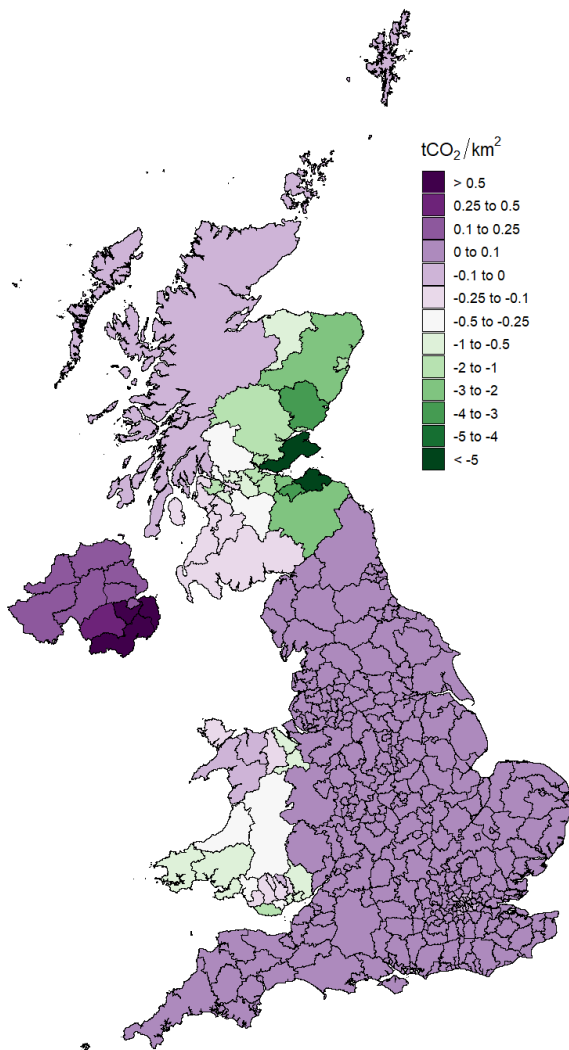 tCO₂/km²
> 0.5
0.25 to 0.5
0.1 to 0.25
0 to 0.1
-0.1 to 0
-0.25 to -0.1
-0.5 to -0.25
-1 to -0.5
-2 to -1
-3 to -2
-4 to -3
-5 to -4
< -5